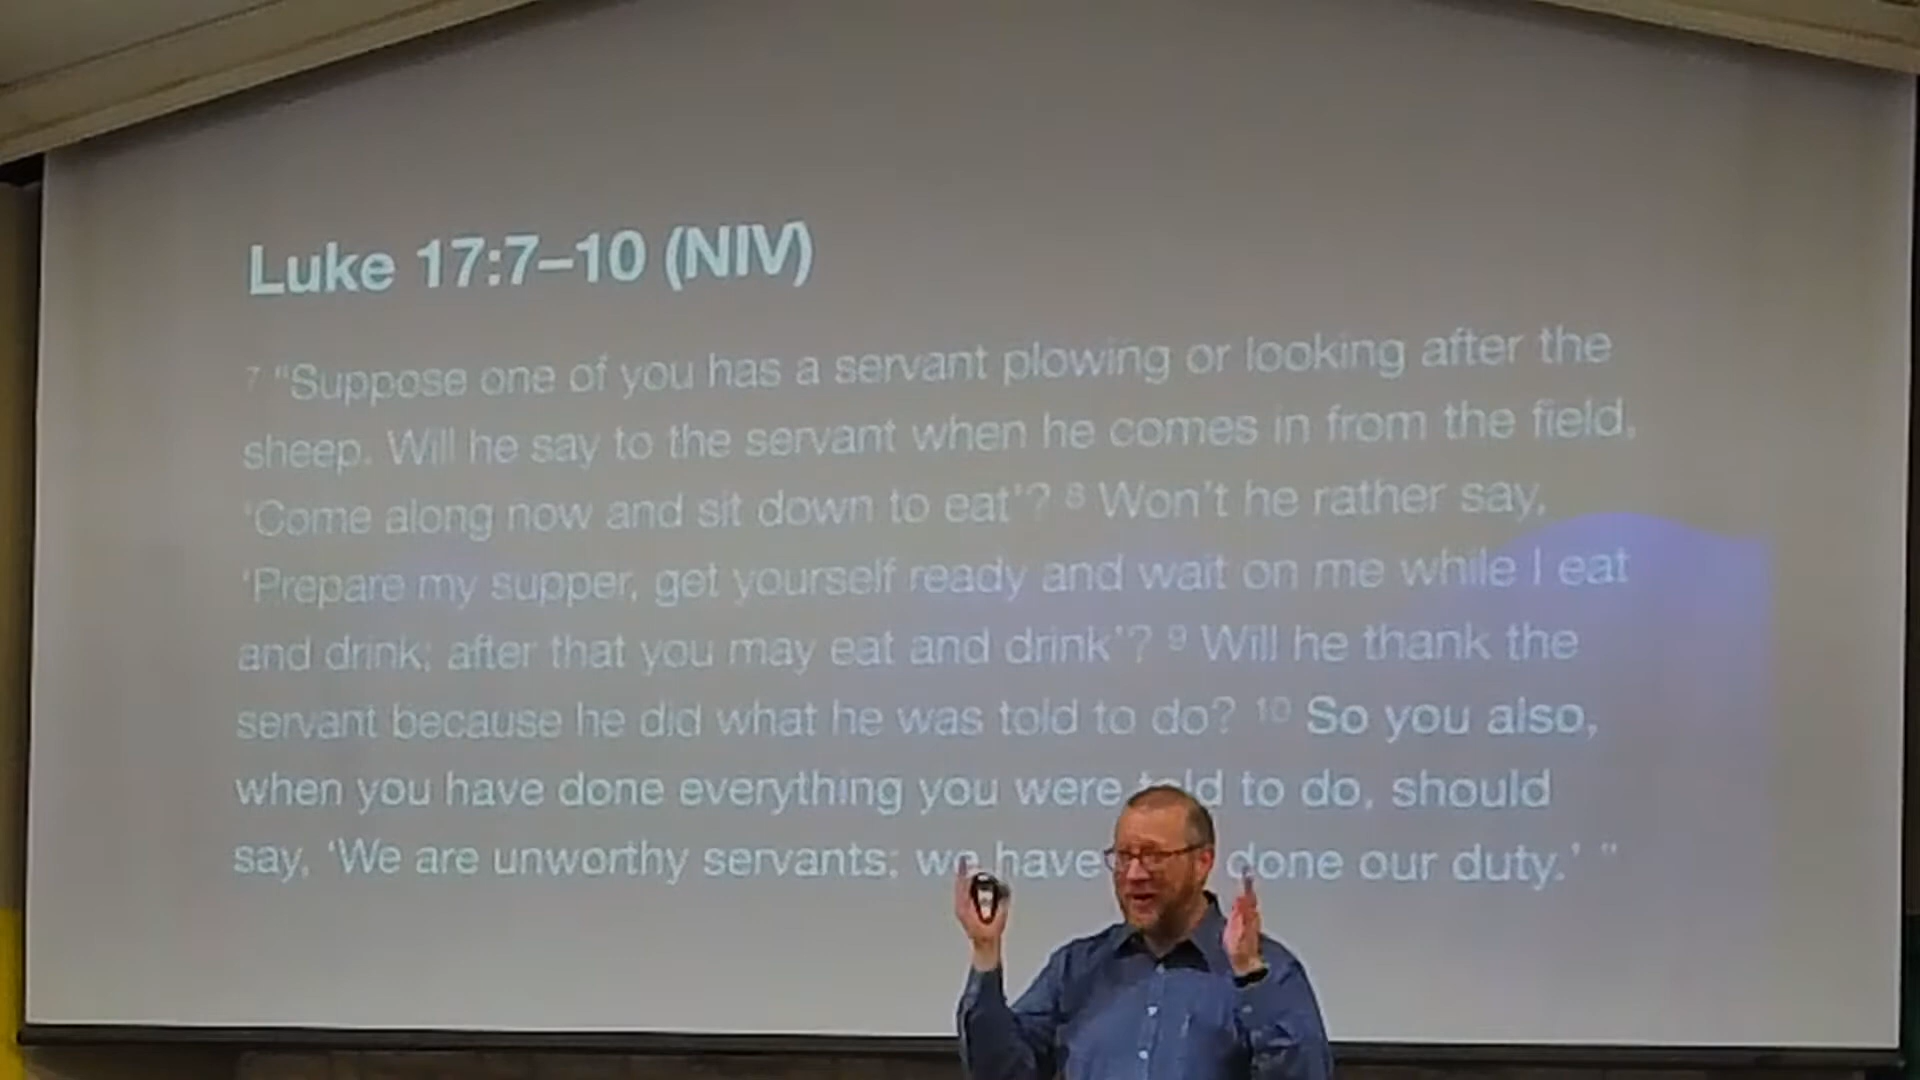 Luke 17:7–10 (NIV)
7 “Suppose one of you has a servant plowing or looking after the
sheep. Will he say to the servant when he comes in from the field,
‘Come along now and sit down to eat’? 8 Won’t he rather say,
‘Prepare my supper, get yourself ready and wait on me while I eat
and drink; after that you may eat and drink’? 9 Will he thank the
servant because he did what he was told to do? 10 So you also,
when you have done everything you were told to do, should
say, ‘We are unworthy servants; we have done our duty.’ ”